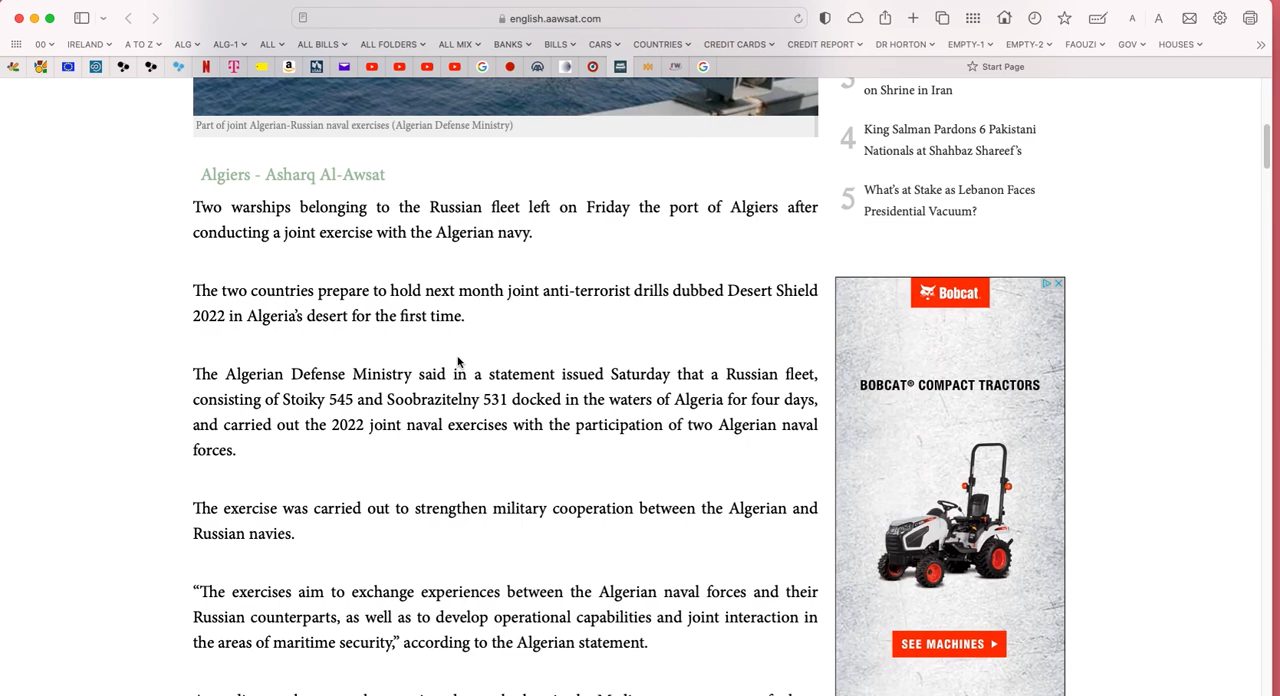 english.aawsat.com
A A
00 IRELAND A TO Z ALG ALG-1 ALL ALL BILLS ALL FOLDERS ALL MIX BANKS BILLS CARS COUNTRIES CREDIT CARDS CREDIT REPORT DR HORTON EMPTY-1 EMPTY-2 FAOUZI GOV HOUSES
Start Page
Part of joint Algerian-Russian naval exercises (Algerian Defense Ministry)
Algiers - Asharq Al-Awsat
Two warships belonging to the Russian fleet left on Friday the port of Algiers after
conducting a joint exercise with the Algerian navy.
The two countries prepare to hold next month joint anti-terrorist drills dubbed Desert Shield
2022 in Algeria's desert for the first time.
The Algerian Defense Ministry said in a statement issued Saturday that a Russian fleet,
consisting of Stoiky 545 and Soobrazitelny 531 docked in the waters of Algeria for four days,
and carried out the 2022 joint naval exercises with the participation of two Algerian naval
forces.
The exercise was carried out to strengthen military cooperation between the Algerian and
Russian navies.
“The exercises aim to exchange experiences between the Algerian naval forces and their
Russian counterparts, as well as to develop operational capabilities and joint interaction in
the areas of maritime security,” according to the Algerian statement.
3
on Shrine in Iran
4
King Salman Pardons 6 Pakistani
Nationals at Shahbaz Shareef's
5
What's at Stake as Lebanon Faces
Presidential Vacuum?
Bobcat
BOBCAT® COMPACT TRACTORS
SEE MACHINES